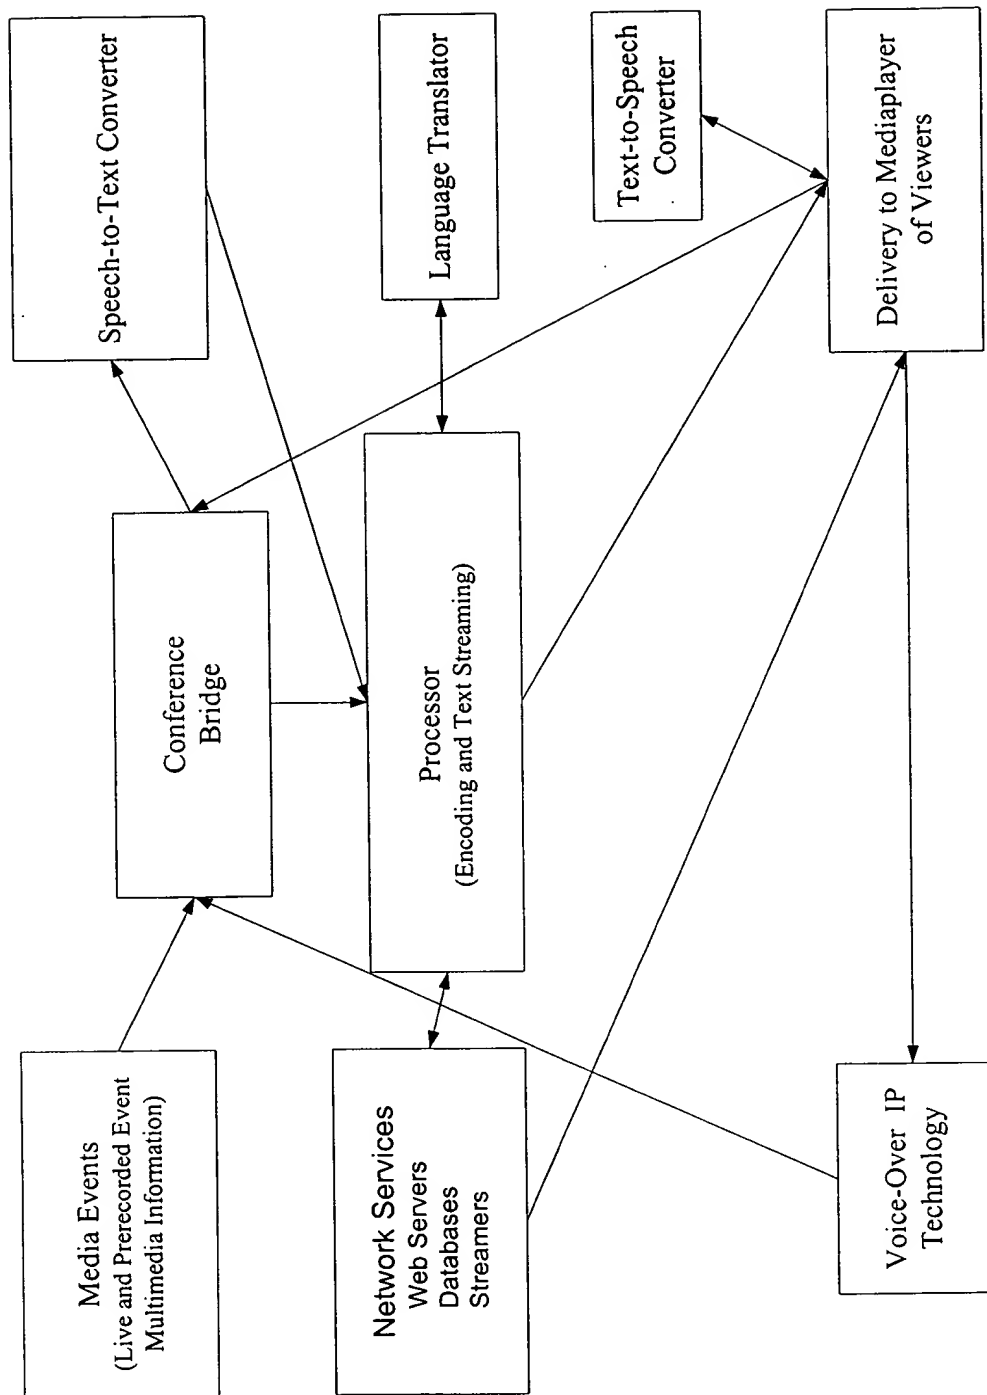 Media Events
(Live and Prerecorded Event
Multimedia Information)
Conference
Bridge
Speech-to-Text Converter
Network Services
Web Servers
Databases
Streamers
Processor
(Encoding and Text Streaming)
Language Translator
Text-to-Speech
Converter
Voice-Over IP
Technology
Delivery to Mediaplayer
of Viewers